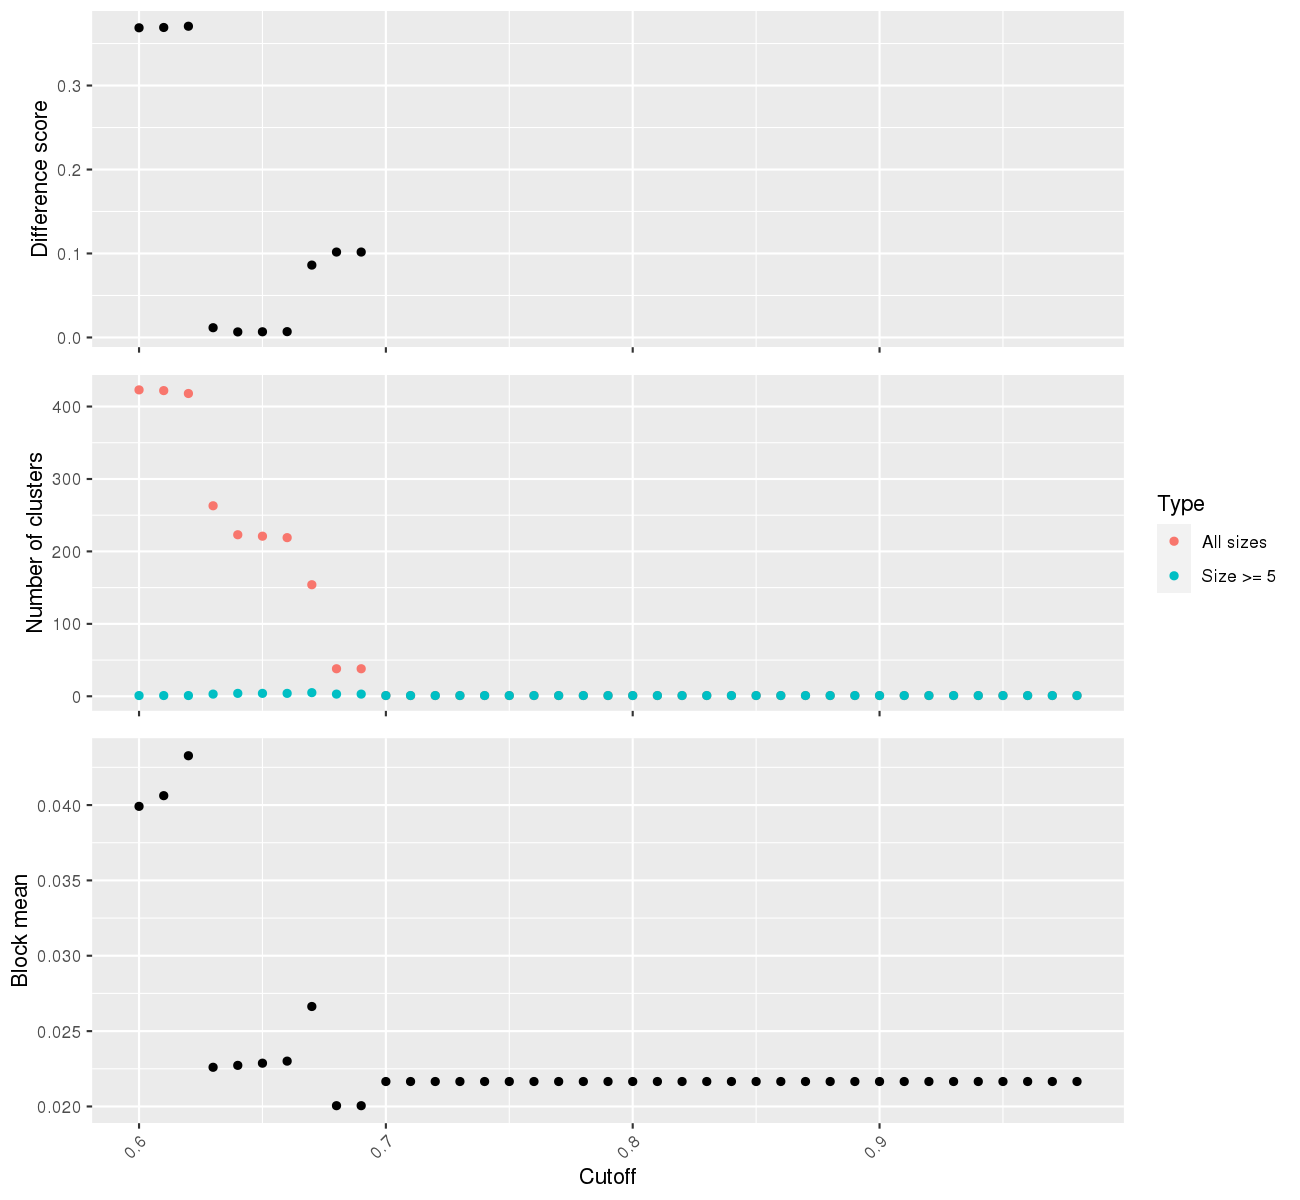 Difference score
0.3
0.2
0.1
0.0
Number of clusters
400
300
200
100
0
Type
All sizes
Size >= 5
Block mean
0.040
0.035
0.030
0.025
0.020
0.6
0.7
0.8
0.9
Cutoff